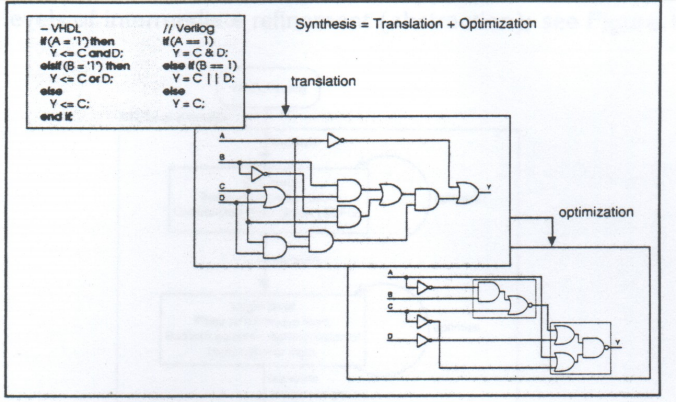 -- VHDL
if(A = '1') then
Y <= C and D;
elsif (B = '1') then
Y <= C or D;
else
Y <= C;
end if;
// Verilog
if(A == 1)
Y = C & D;
else if(B == 1)
Y = C || D;
else
Y = C;
Synthesis = Translation + Optimization
translation
A
B
C
D
Y
optimization
A
B
C
D
Y